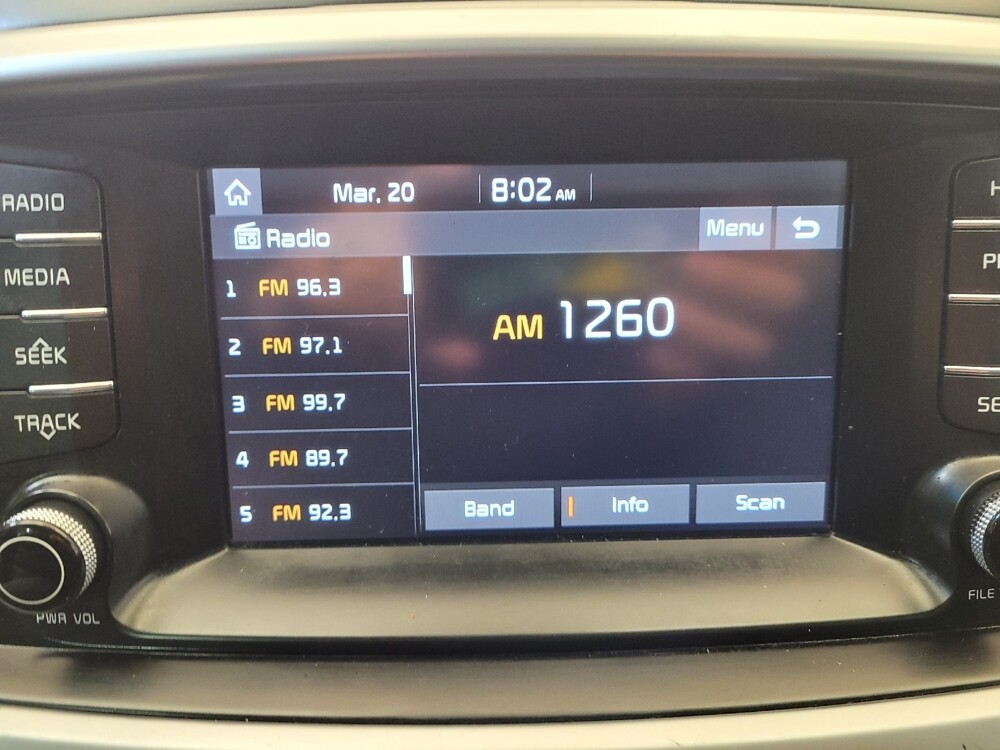 RADIO
MEDIA
SEEK
TRACK
PWR VOL
Mar. 20 8:02 AM
Radio Menu
1 FM 96.3
2 FM 97.1
3 FM 99.7
4 FM 89.7
5 FM 92.3
AM 1260
Band Info Scan
FILE